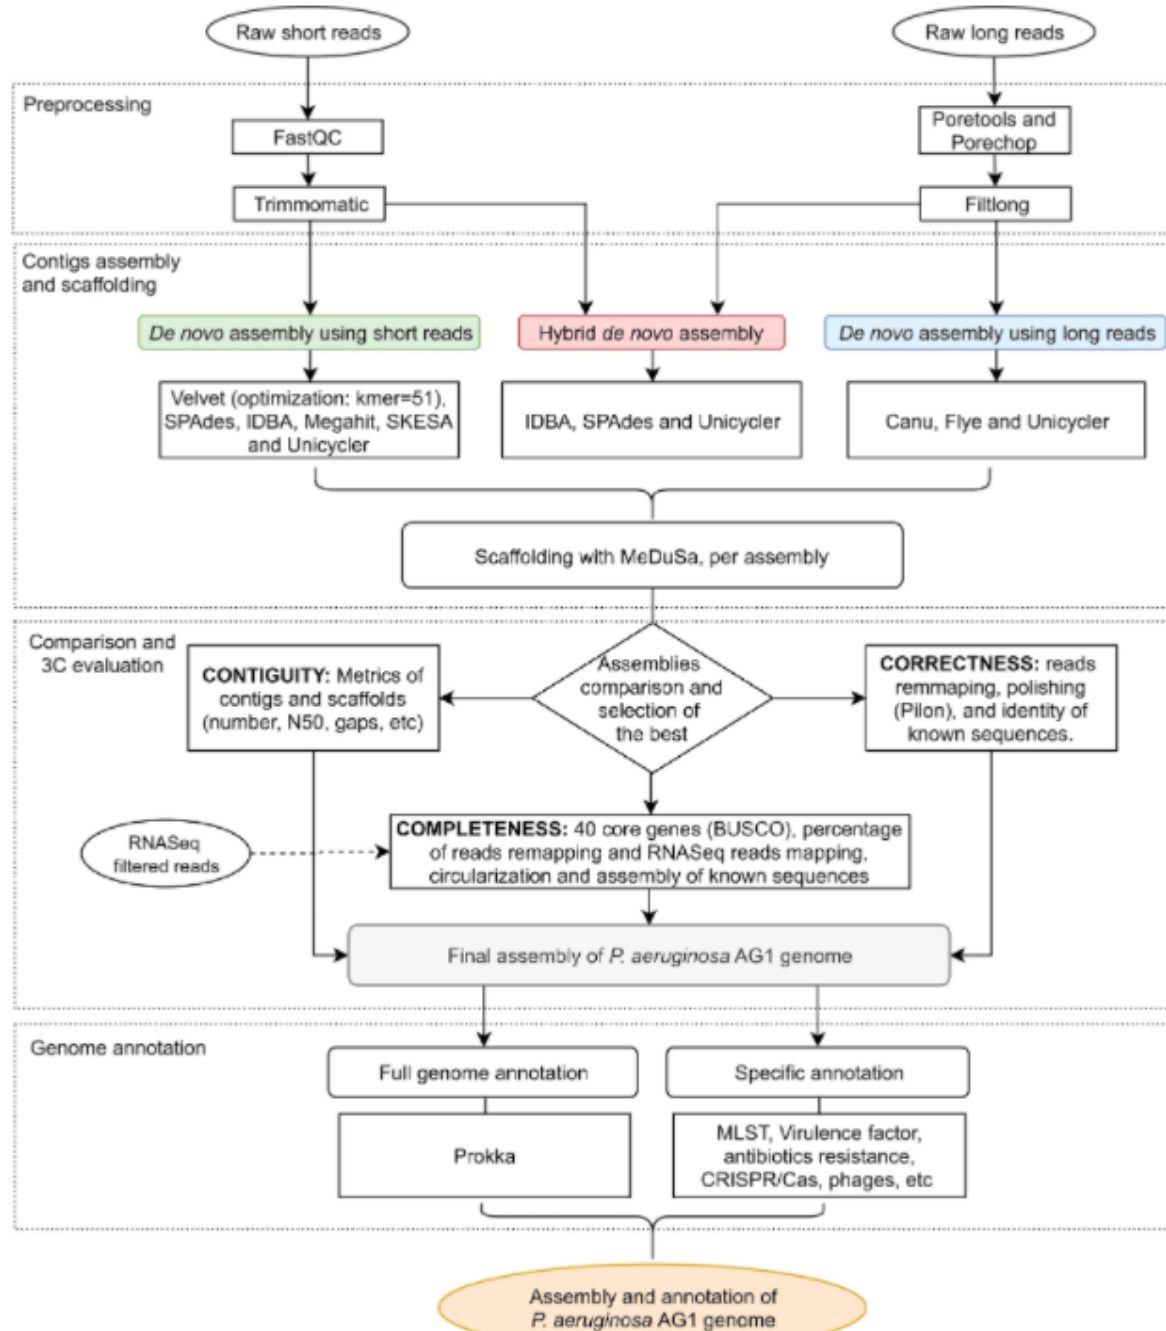 Raw short reads
Raw long reads
Preprocessing
FastQC
Poretools and
Porechop
Trimmomatic
Filtlong
Contigs assembly
and scaffolding
De novo assembly using short reads
Hybrid de novo assembly
De novo assembly using long reads
Velvet (optimization: kmer=51),
SPAdes, IDBA, Megahit, SKESA
and Unicycler
IDBA, SPAdes and Unicycler
Canu, Flye and Unicycler
Scaffolding with MeDuSa, per assembly
Comparison and
3C evaluation
CONTIGUITY: Metrics of
contigs and scaffolds
(number, N50, gaps, etc)
Assemblies
comparison and
selection of
the best
CORRECTNESS: reads
remmaping, polishing
(Pilon), and identity of
known sequences.
RNASeq
filtered reads
COMPLETENESS: 40 core genes (BUSCO), percentage
of reads remapping and RNASeq reads mapping,
circularization and assembly of known sequences
Final assembly of P. aeruginosa AG1 genome
Genome annotation
Full genome annotation
Specific annotation
Prokka
MLST, Virulence factor,
antibiotics resistance,
CRISPR/Cas, phages, etc
Assembly and annotation of
P. aeruginosa AG1 genome